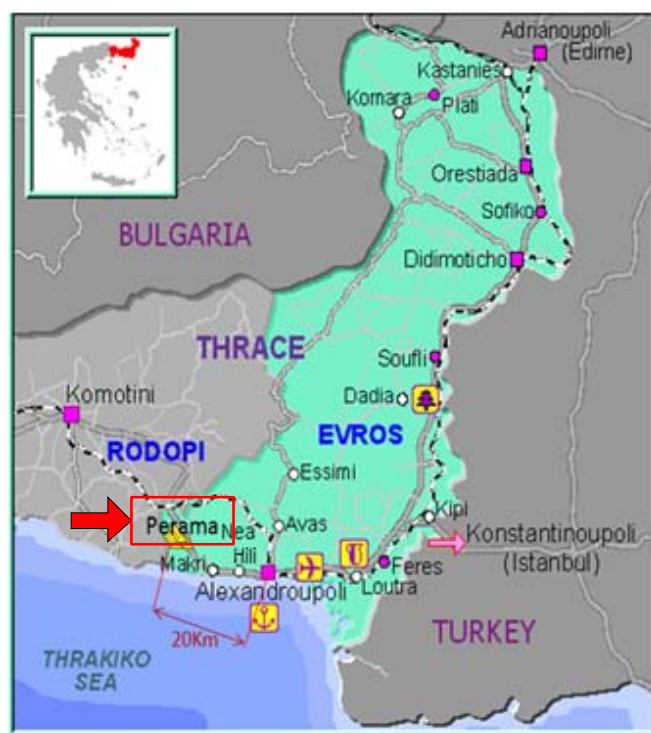 Adrianoupoli
(Edirne)
Kastanies
Komara
Plati
Orestiada
Sofiko
BULGARIA
Didimoticho
THRACE
Soufli
Komotini
Dadia
RODOPI
EVROS
Essimi
Perama
Nea
Hili
Avas
Kipi
Konstantinoupoli
(Istanbul)
Makri
Feres
Alexandroupoli
Loutra
20Km
TURKEY
THRAKIKO
SEA